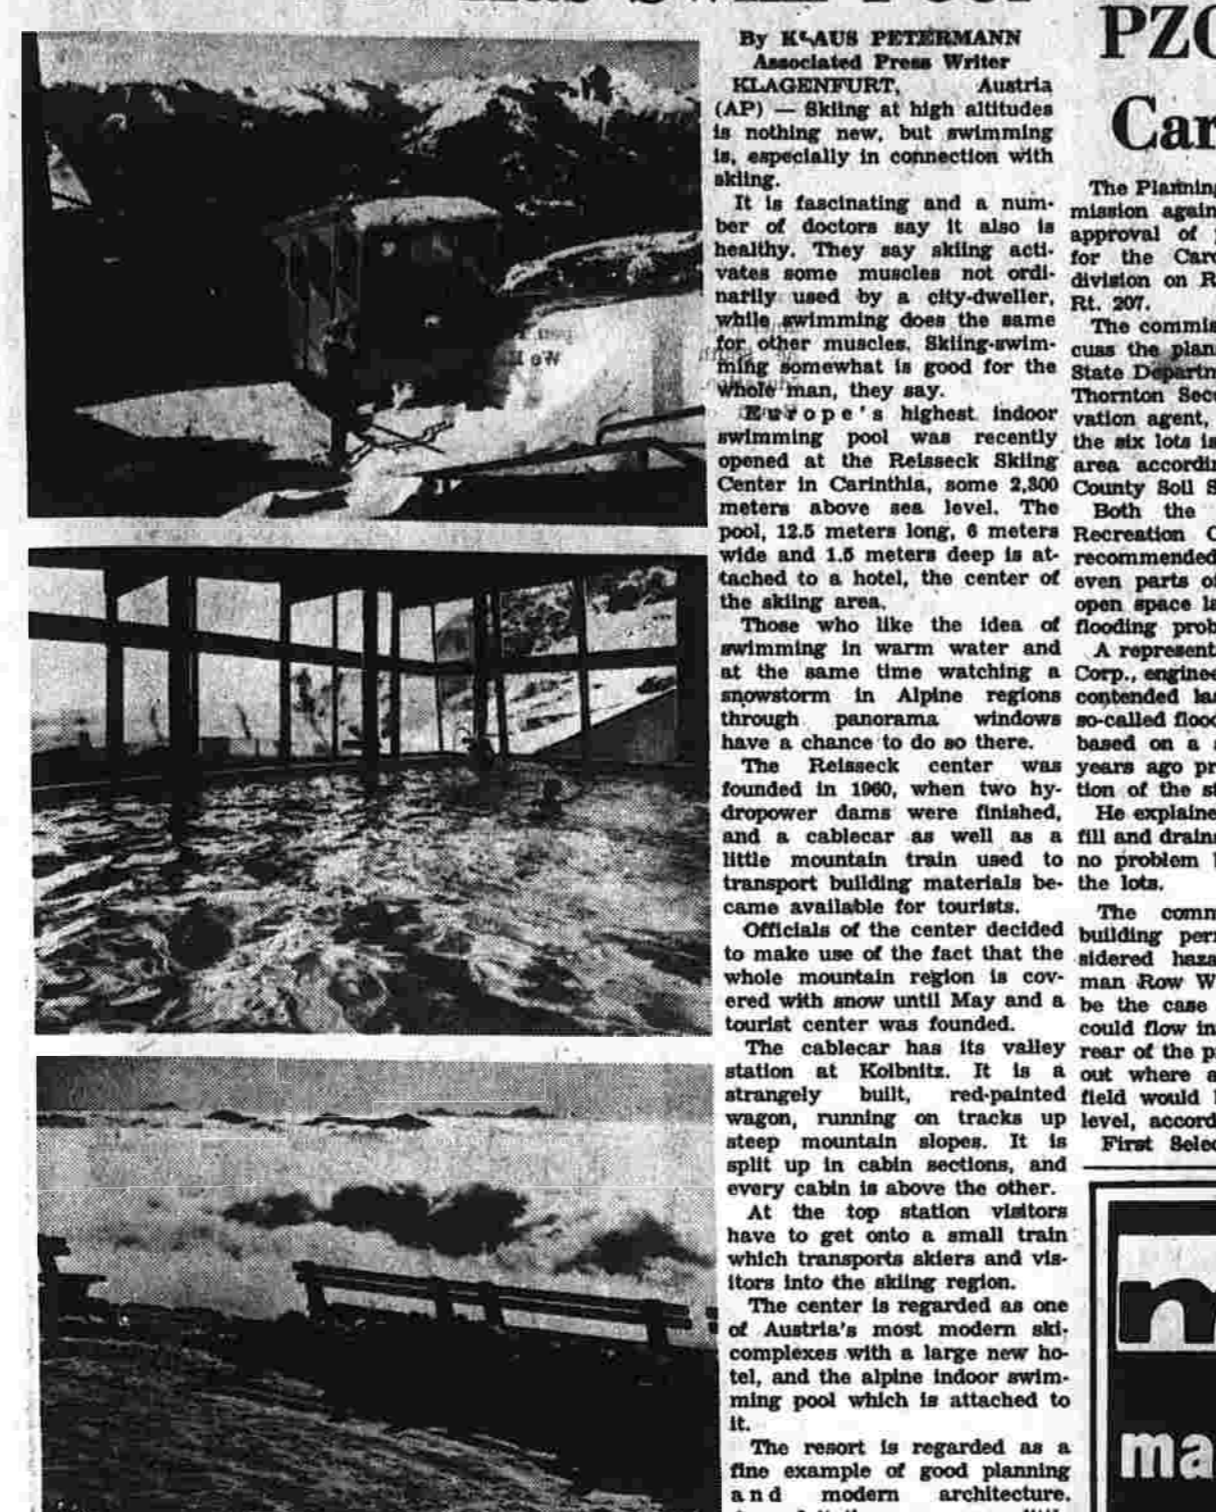 By KLAUS PETERMANN
Associated Press Writer
KLAGENFURT, Austria
(AP) — Skiing at high altitudes
is nothing new, but swimming
is, especially in connection with
skiing.
It is fascinating and a num-
ber of doctors say it also is
healthy. They say skiing acti-
vates some muscles not ordi-
narily used by a city-dweller,
while swimming does the same
for other muscles. Skiing-swim-
ming somewhat is good for the
whole man, they say.
Europe's highest indoor
swimming pool was recently
opened at the Reisseck Skiing
Center in Carinthia, some 2,300
meters above sea level. The
pool, 12.5 meters long, 6 meters
wide and 1.5 meters deep is at-
tached to a hotel, the center of
the skiing area.
Those who like the idea of
swimming in warm water and
at the same time watching a
snowstorm in Alpine regions
through panorama windows
have a chance to do so there.
The Reisseck center was
founded in 1960, when two hy-
dropower dams were finished,
and a cablecar as well as a
little mountain train used to
transport building materials be-
came available for tourists.
Officials of the center decided
to make use of the fact that the
whole mountain region is cov-
ered with snow until May and a
tourist center was founded.
The cablecar has its valley
station at Kolbnitz. It is a
strangely built, red-painted
wagon, running on tracks up
steep mountain slopes. It is
split up in cabin sections, and
every cabin is above the other.
At the top station visitors
have to get onto a small train
which transports skiers and vis-
itors into the skiing region.
The center is regarded as one
of Austria's most modern ski-
complexes with a large new ho-
tel, and the alpine indoor swim-
ming pool which is attached to
it.
The resort is regarded as a
fine example of good planning
and modern architecture.
PZC
Car
The Planning
mission again
approval of
for the Car
division on R
Rt. 207.
The commis
cuss the plan
State Departm
Thornton Sec
vation agent,
the six lots is
area accordin
County Soil S
Both the
Recreation C
recommended
even parts of
open space la
flooding prob
A represent
Corp., enginee
contended las
so-called flood
based on a
years ago pr
tion of the st
He explaine
fill and drain
no problem
the lots.
The comm
building per
sidered haza
man Row W
be the case
could flow in
rear of the p
out where a
field would
level, accord
First Selec
m
ma